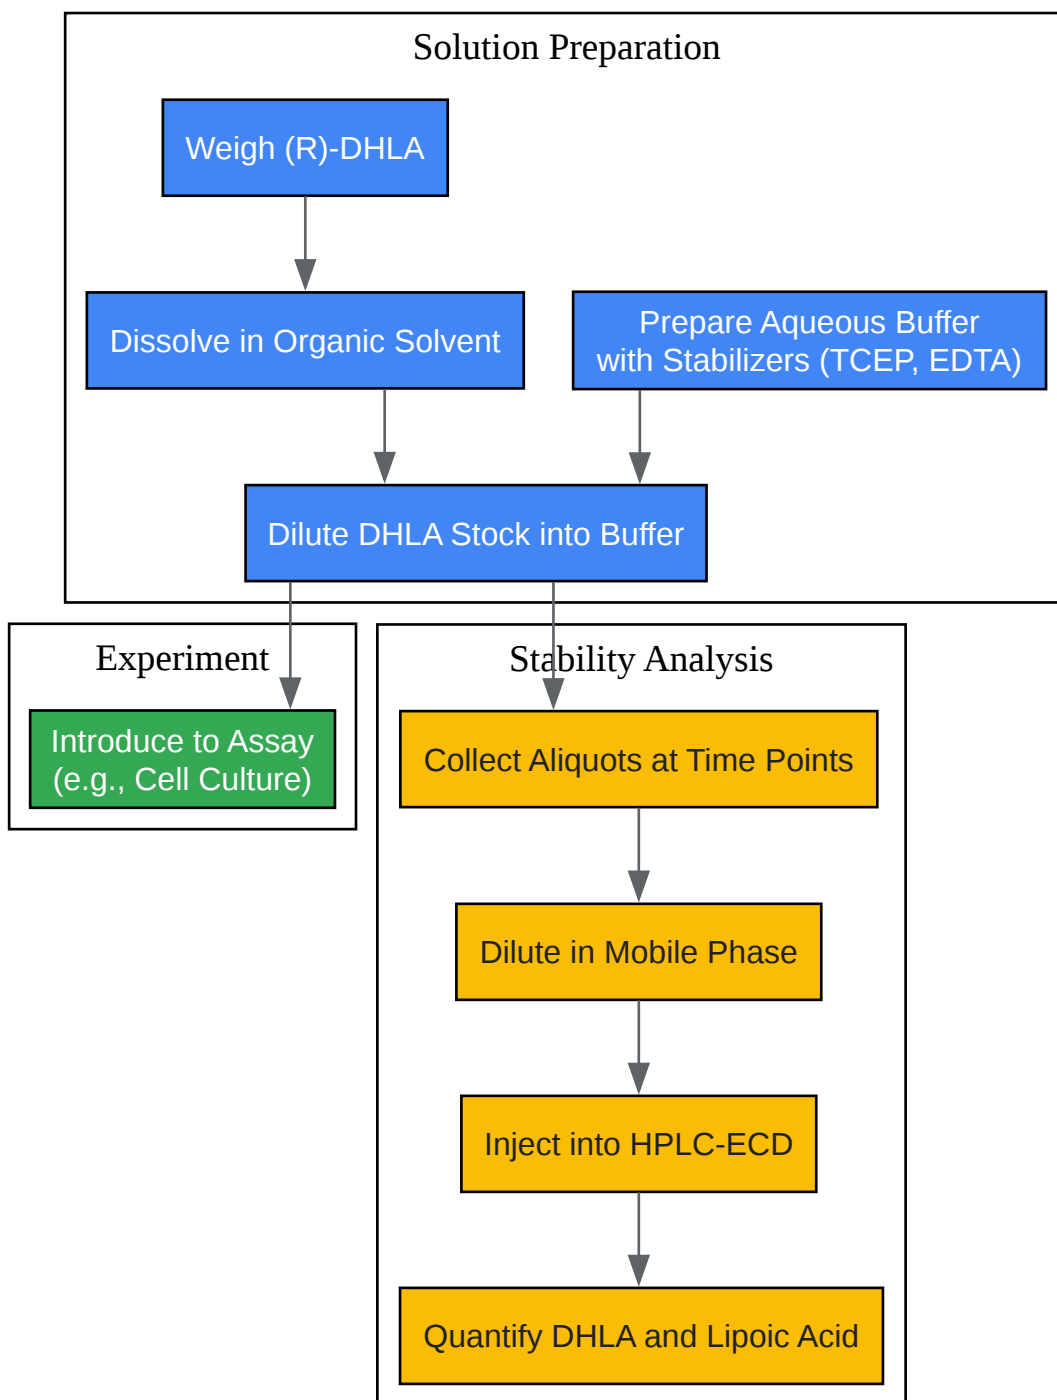 Solution Preparation
Weigh (R)-DHLA
Dissolve in Organic Solvent
Prepare Aqueous Buffer
with Stabilizers (TCEP, EDTA)
Dilute DHLA Stock into Buffer
Experiment
Introduce to Assay
(e.g., Cell Culture)
Stability Analysis
Collect Aliquots at Time Points
Dilute in Mobile Phase
Inject into HPLC-ECD
Quantify DHLA and Lipoic Acid